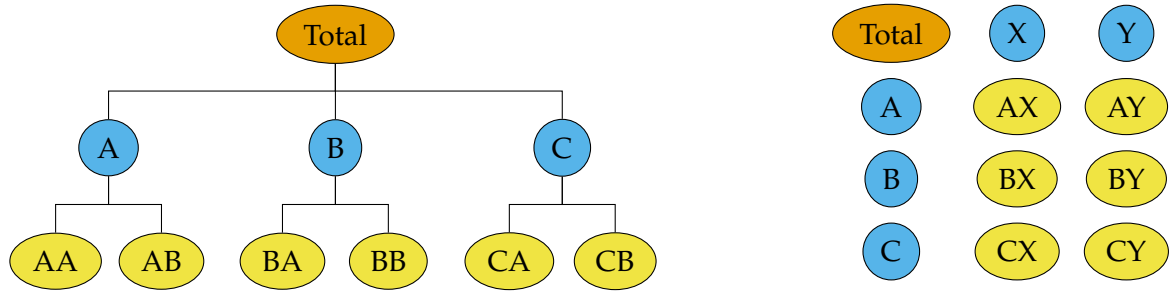 Total
A B C
AA AB BA BB CA CB
Total X Y
A AX AY
B BX BY
C CX CY